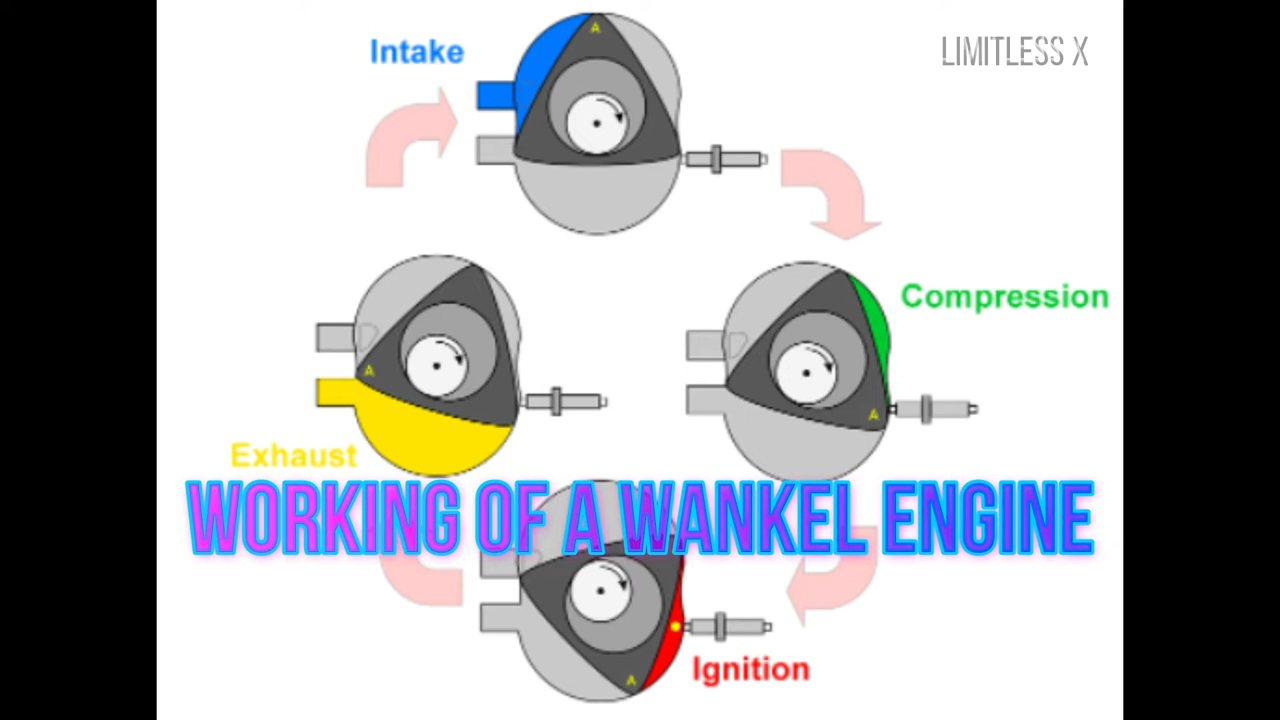 Intake
A
LIMITLESS X
Compression
A
A
Exhaust
WORKING OF A WANKEL ENGINE
A
Ignition